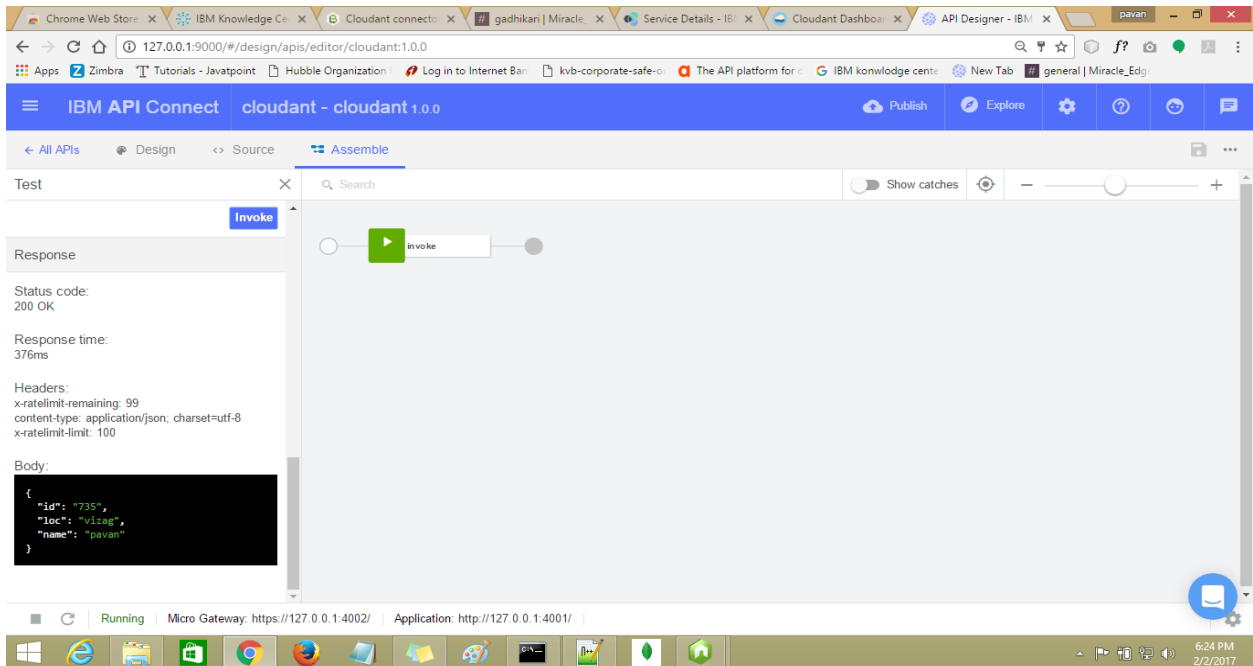 Chrome Web Store
IBM Knowledge Ce
Cloudant connecto
gadhikari | Miracle_
Service Details - IB
Cloudant Dashboar
API Designer - IBM
pavan
127.0.0.1:9000/#/design/apis/editor/cloudant:1.0.0
f?
Apps Zimbra Tutorials - Javatpoint Hubble Organization Log in to Internet Ban kvb-corporate-safe-o The API platform for IBM konwlodge cente New Tab general | Miracle_Edg
IBM API Connect cloudant - cloudant 1.0.0 Publish Explore
← All APIs Design <> Source Assemble
Test Search Show catches
Invoke
invoke
Response
Status code:
200 OK
Response time:
376ms
Headers:
x-ratelimit-remaining: 99
content-type: application/json; charset=utf-8
x-ratelimit-limit: 100
Body:
{
"id": "735",
"loc": "vizag",
"name": "pavan"
}
Running Micro Gateway: https://127.0.0.1:4002/ Application: http://127.0.0.1:4001/
6:24 PM
2/2/2017